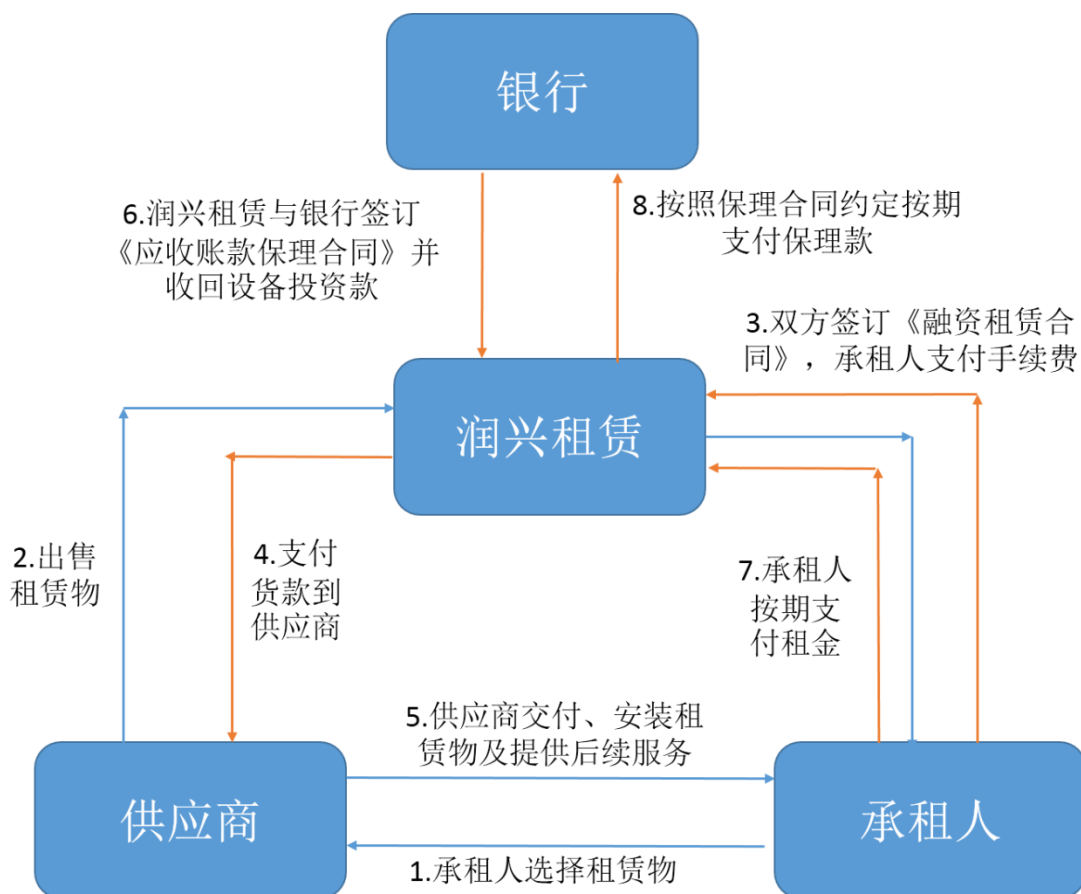 银行
6.润兴租赁与银行签订
《应收账款保理合同》并
收回设备投资款
8.按照保理合同约定按期
支付保理款
3.双方签订《融资租赁合
同》，承租人支付手续费
润兴租赁
2.出售
租赁物
4.支付
货款到
供应商
7.承租人
按期支
付租金
5.供应商交付、安装租
赁物及提供后续服务
供应商
承租人
1.承租人选择租赁物